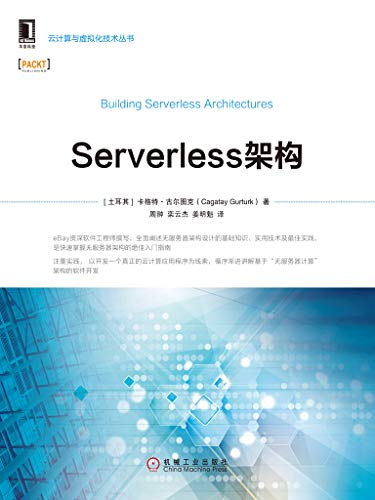 华章科技
云计算与虚拟化技术丛书
[PACKT]
PUBLISHING
Building Serverless Architectures
Serverless架构
[土耳其] 卡格特·古尔图克（Cagatay Gurturk）著
周翀 栾云杰 姜明魁 译
eBay资深软件工程师撰写，全面阐述无服务器架构设计的基础知识、实用技术及最佳实践，
是快速掌握无服务器架构的绝佳入门指南
注重实践，以开发一个真正的云计算应用程序为线索，循序渐进讲解基于“无服务器计算”
架构的软件开发
机械工业出版社
China Machine Press